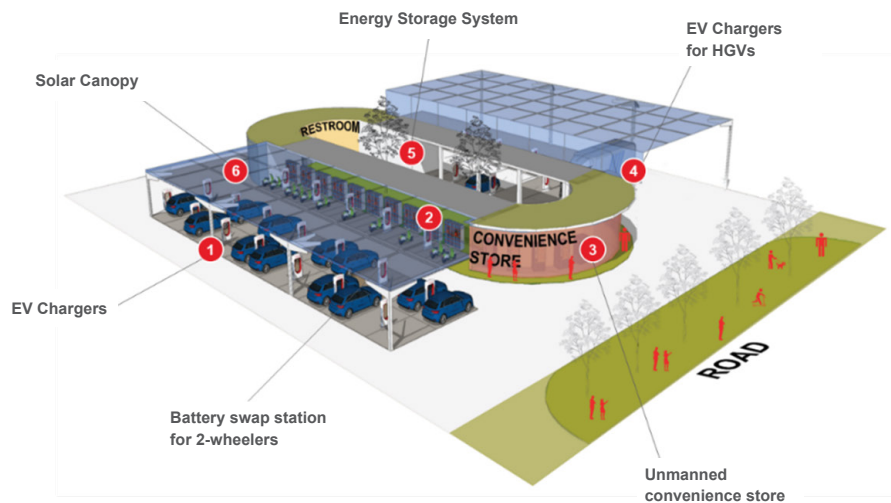 Energy Storage System
EV Chargers
for HGVs
Solar Canopy
RESTROOM
5
4
6
2
CONVENIENCE
STORE
3
1
EV Chargers
ROAD
Battery swap station
for 2-wheelers
Unmanned
convenience store